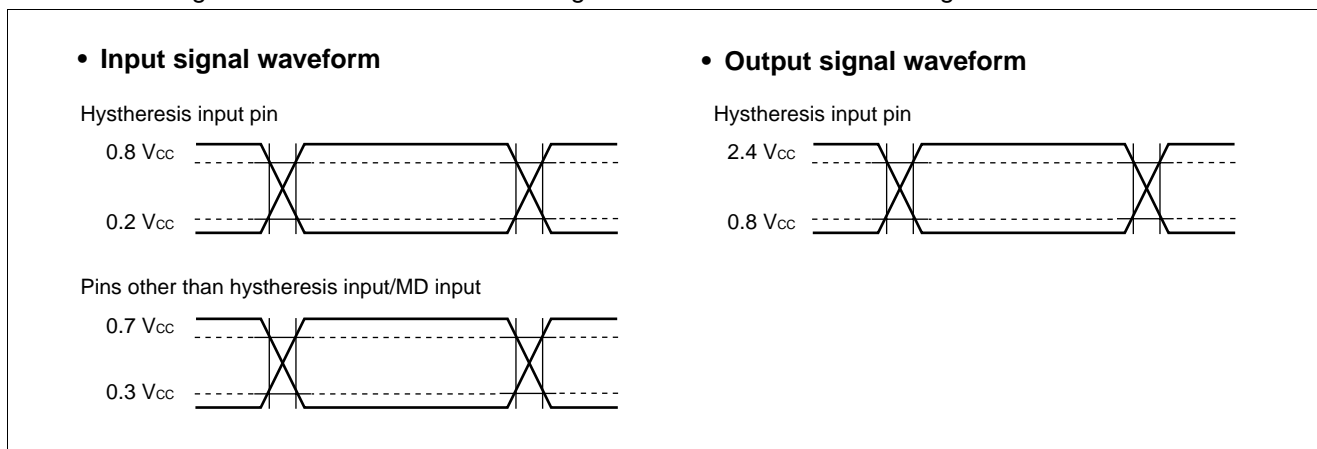 • Input signal waveform
Hystheresis input pin
0.8 Vcc
0.2 Vcc
Pins other than hystheresis input/MD input
0.7 Vcc
0.3 Vcc
• Output signal waveform
Hystheresis input pin
2.4 Vcc
0.8 Vcc